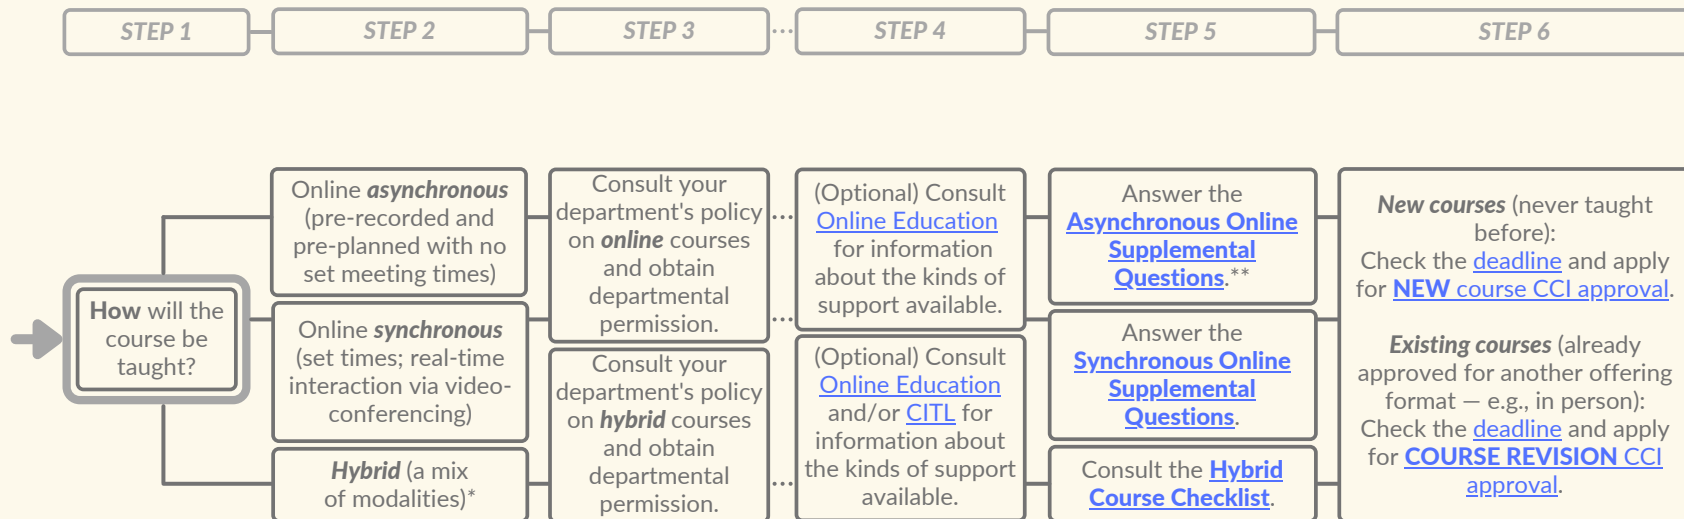 STEP 1
STEP 2
STEP 3
...
STEP 4
STEP 5
STEP 6
How will the
course be
taught?
Online asynchronous
(pre-recorded and
pre-planned with no
set meeting times)
Online synchronous
(set times; real-time
interaction via video-
conferencing)
Hybrid (a mix
of modalities)*
Consult your
department's policy
on online courses
and obtain
departmental
permission.
Consult your
department's policy
on hybrid courses
and obtain
departmental
permission.
...
...
...
(Optional) Consult
Online Education
for information
about the kinds of
support available.
(Optional) Consult
Online Education
and/or CITL for
information about
the kinds of support
available.
Answer the
Asynchronous Online
Supplemental
Questions.**
Answer the
Synchronous Online
Supplemental
Questions.
Consult the Hybrid
Course Checklist.
New courses (never taught
before):
Check the deadline and apply
for NEW course CCI approval.
Existing courses (already
approved for another offering
format — e.g., in person):
Check the deadline and apply
for COURSE REVISION CCI
approval.